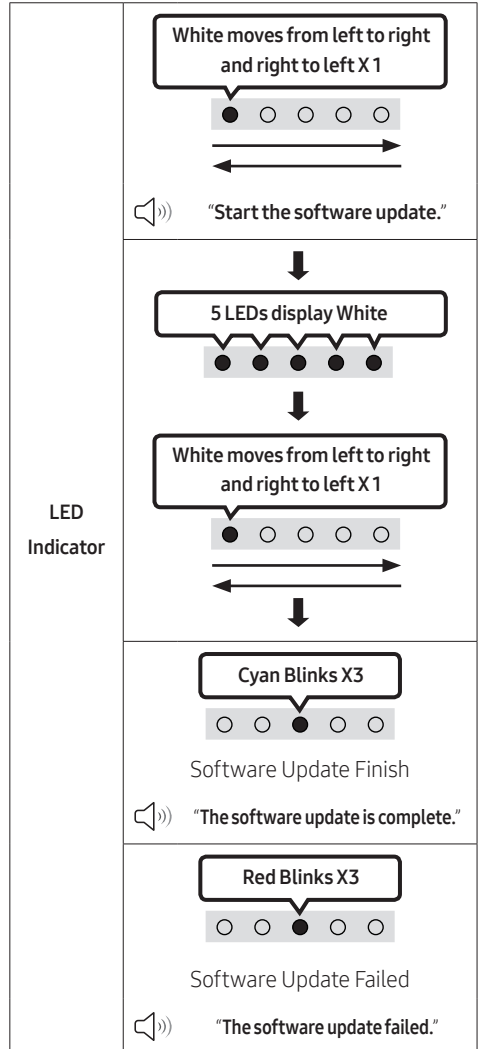 White moves from left to right
and right to left X 1
“Start the software update.”
5 LEDs display White
White moves from left to right
and right to left X 1
LED
Indicator
Cyan Blinks X3
Software Update Finish
“The software update is complete.”
Red Blinks X3
Software Update Failed
“The software update failed.”